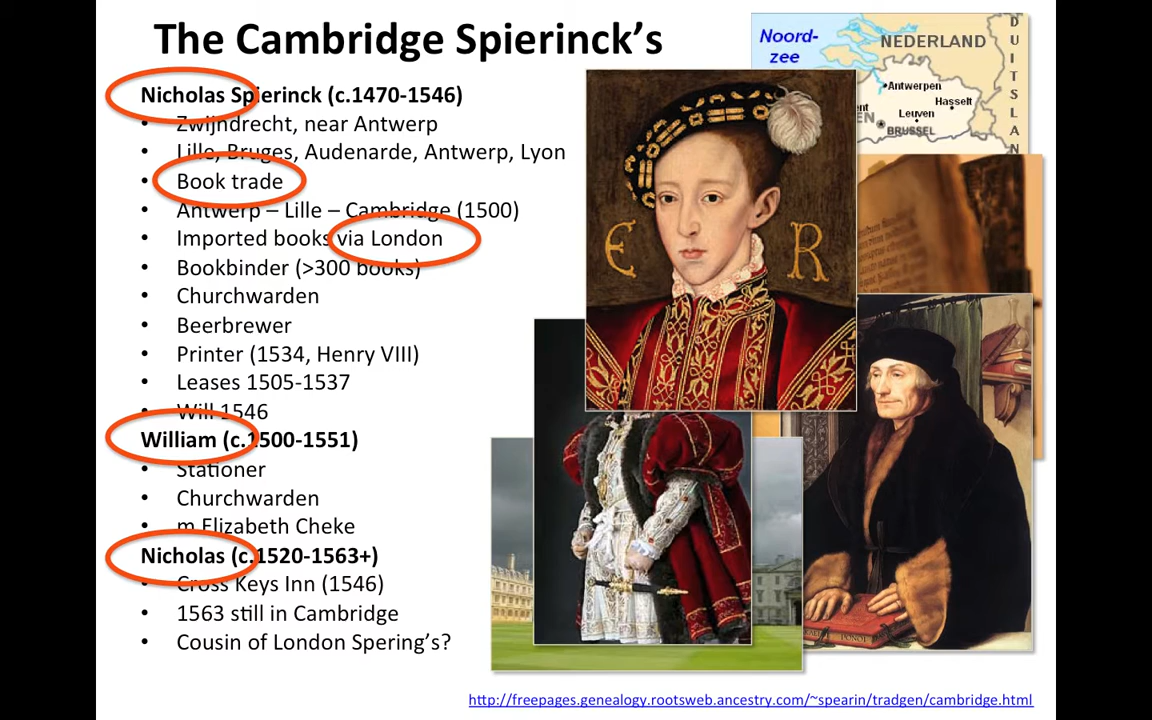 The Cambridge Spierinck's
Nicholas Spierinck (c.1470-1546)
• Zwijndrecht, near Antwerp
• Lille, Bruges, Audenarde, Antwerp, Lyon
• Book trade
• Antwerp – Lille – Cambridge (1500)
• Imported books via London
• Bookbinder (>300 books)
• Churchwarden
• Beerbrewer
• Printer (1534, Henry VIII)
• Leases 1505-1537
• Will 1546
William (c.1500-1551)
• Stationer
• Churchwarden
• m Elizabeth Cheke
Nicholas (c.1520-1563+)
• Cross Keys Inn (1546)
• 1563 still in Cambridge
• Cousin of London Spering's?
Noord-
zee
NEDERLAND
DUITSLAN
Antwerpen
Hasselt
Leuven
BRUSSEL
E R
http://freepages.genealogy.rootsweb.ancestry.com/~spearin/tradgen/cambridge.html